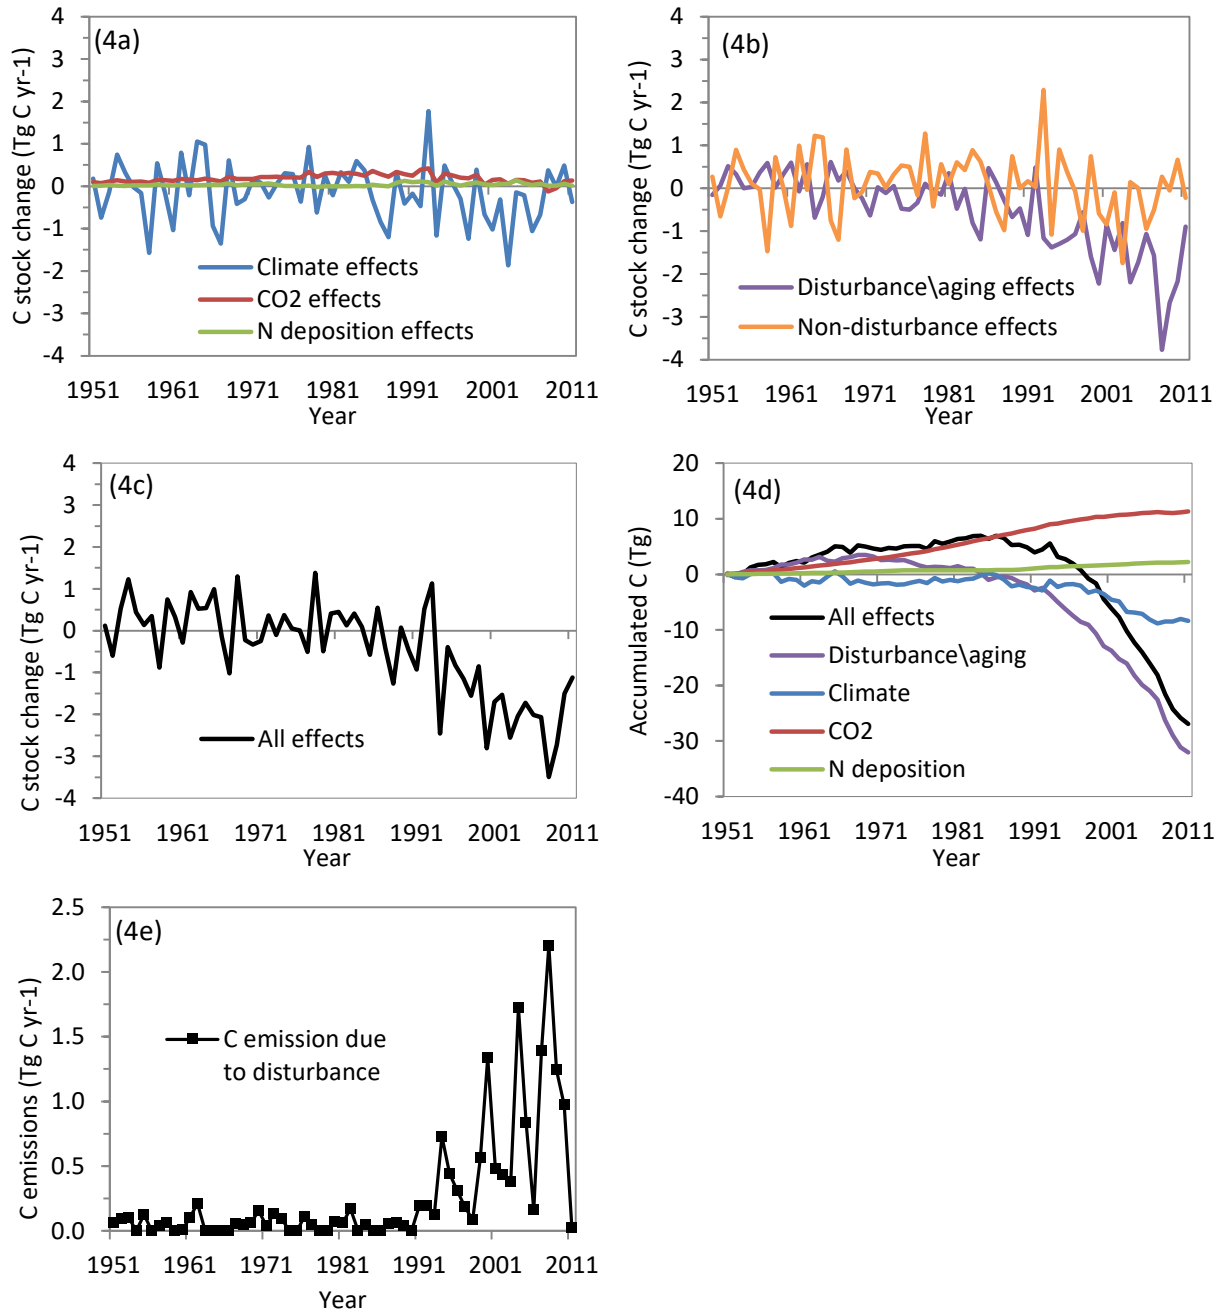 (4a)
C stock change (Tg C yr-1)
4
3
2
1
0
-1
-2
-3
-4
Climate effects
CO2 effects
N deposition effects
1951 1961 1971 1981 1991 2001 2011
Year
(4b)
C stock change (Tg C yr-1)
4
3
2
1
0
-1
-2
-3
-4
Disturbance\aging effects
Non-disturbance effects
1951 1961 1971 1981 1991 2001 2011
Year
(4c)
C stock change (Tg C yr-1)
4
3
2
1
0
-1
-2
-3
-4
All effects
1951 1961 1971 1981 1991 2001 2011
Year
(4d)
Accumulated C (Tg)
20
10
0
-10
-20
-30
-40
All effects
Disturbance\aging
Climate
CO2
N deposition
1951 1961 1971 1981 1991 2001 2011
Year
(4e)
C emissions (Tg C yr-1)
2.5
2.0
1.5
1.0
0.5
0.0
C emission due
to disturbance
1951 1961 1971 1981 1991 2001 2011
Year